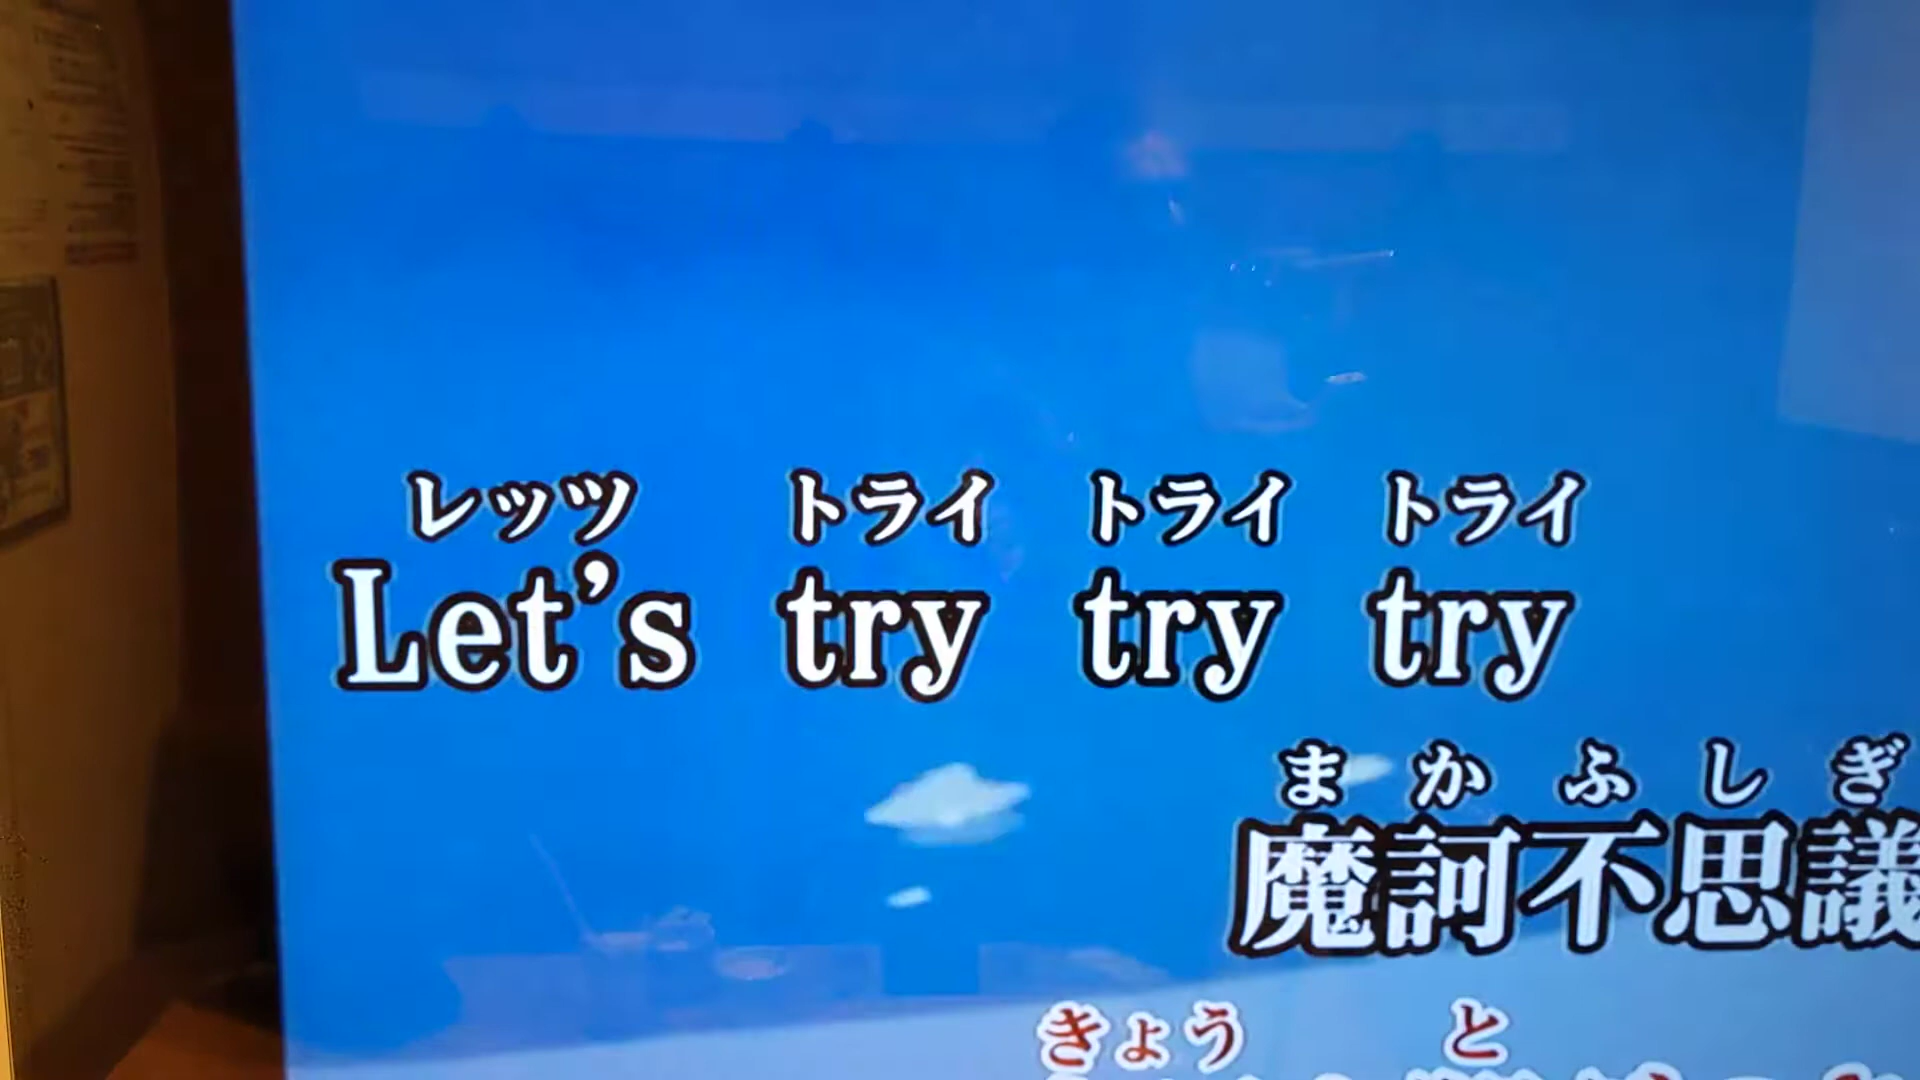 レッツ トライ トライ トライ
Let's try try try
まかふしぎ
魔訶不思議
きょう と